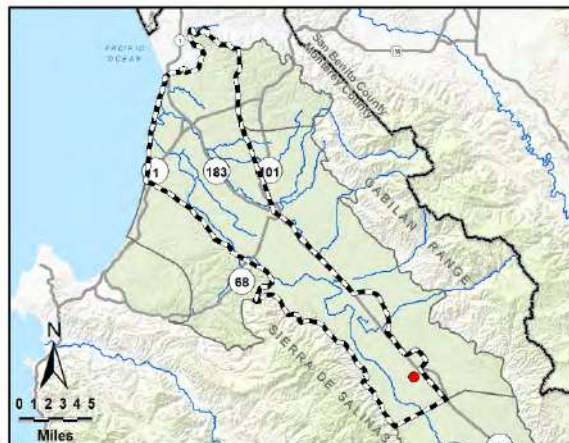 PACIFIC
OCEAN
1
San Benito County
Monterey County
1
183
101
GABILAN RANGE
68
SIERRA DE SALINAS
N
0 1 2 3 4 5
Miles